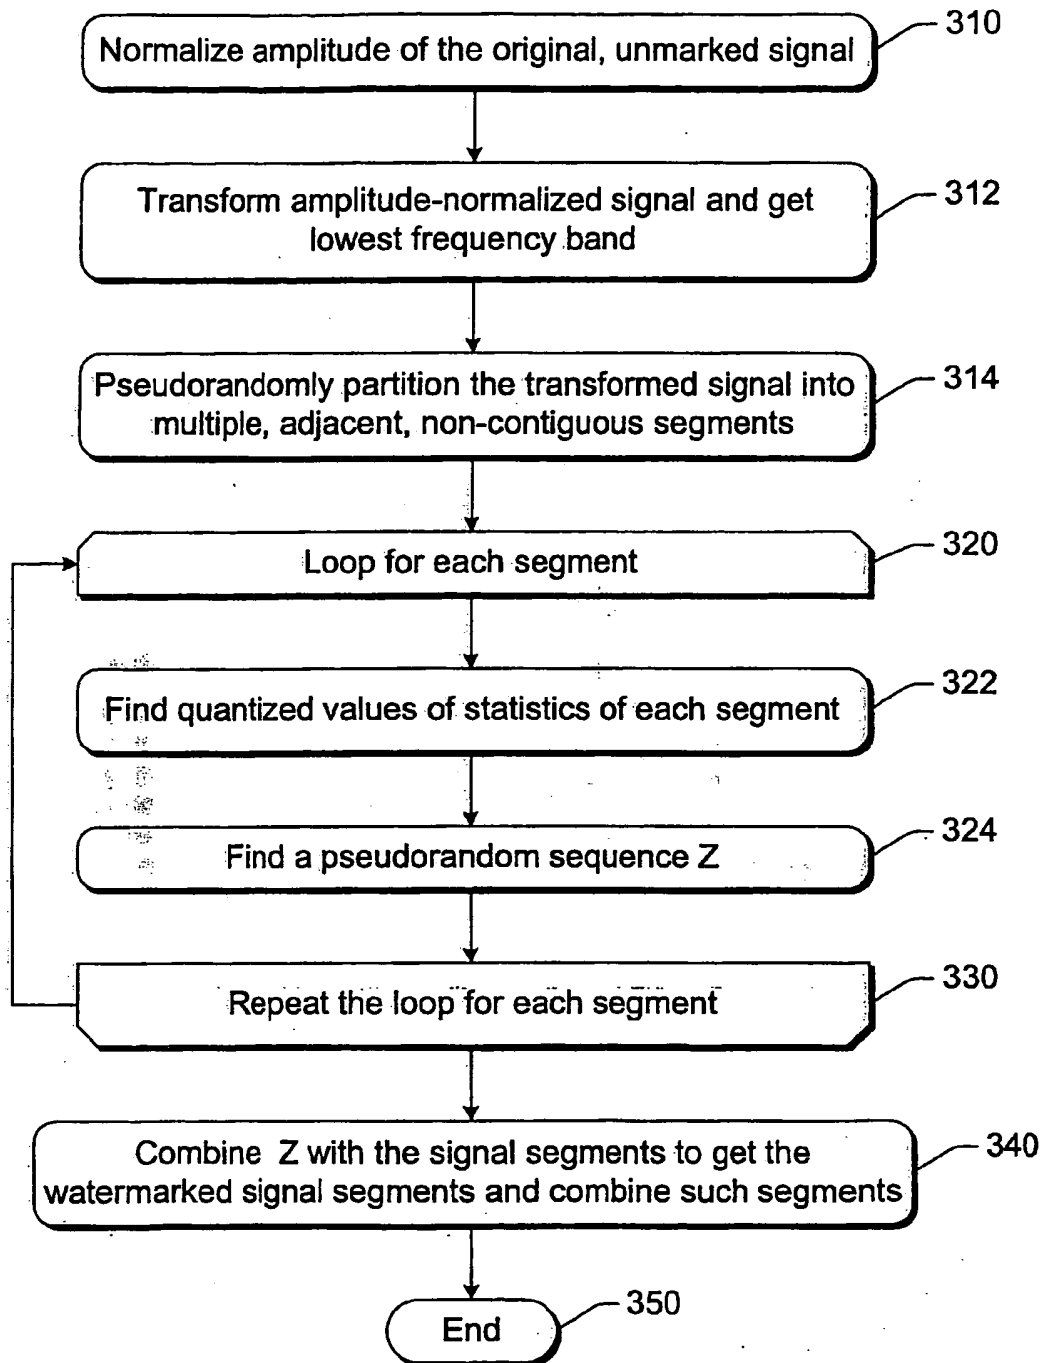 Normalize amplitude of the original, unmarked signal
310
Transform amplitude-normalized signal and get
lowest frequency band
312
Pseudorandomly partition the transformed signal into
multiple, adjacent, non-contiguous segments
314
Loop for each segment
320
Find quantized values of statistics of each segment
322
Find a pseudorandom sequence Z
324
Repeat the loop for each segment
330
Combine Z with the signal segments to get the
watermarked signal segments and combine such segments
340
End
350